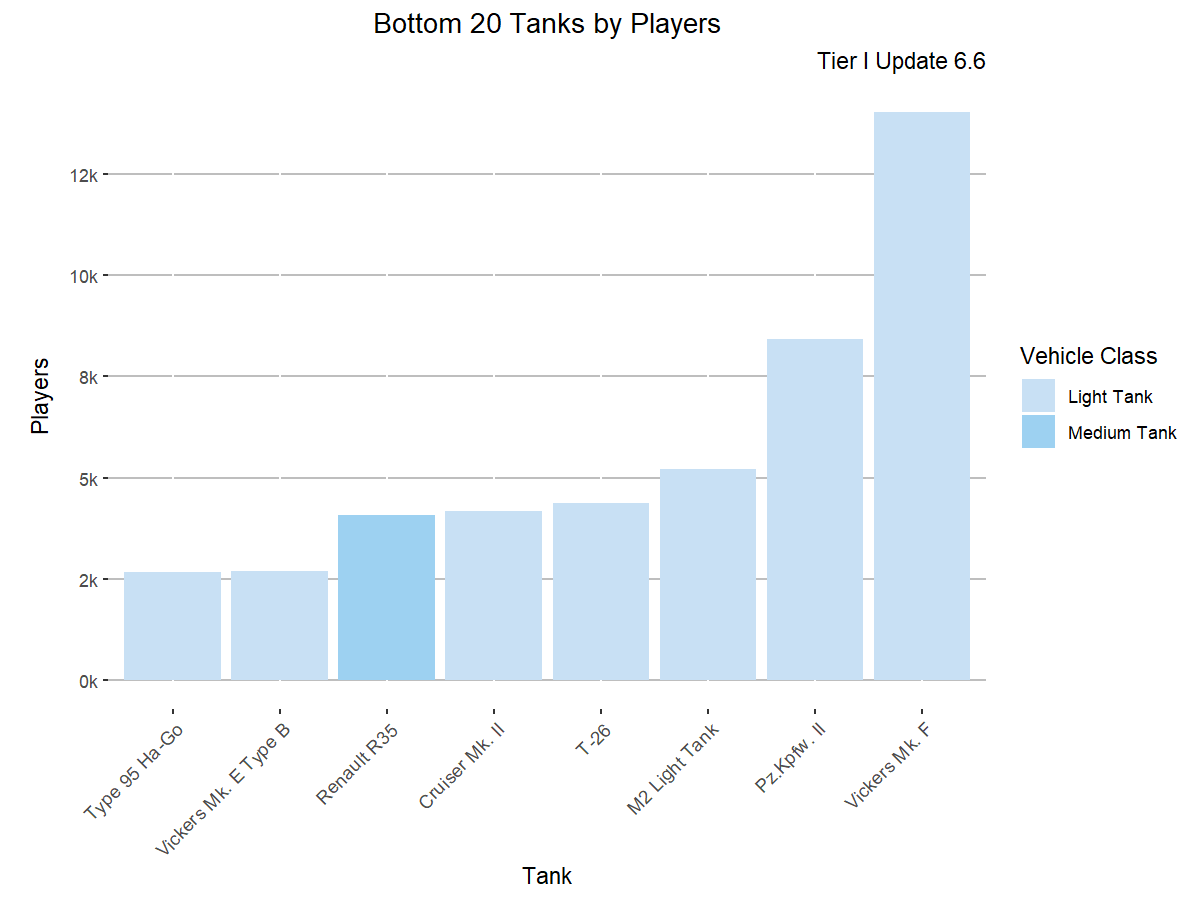 Bottom 20 Tanks by Players
Tier I Update 6.6
12k
10k
8k
5k
2k
0k
Players
Type 95 Ha-Go
Vickers Mk. E Type B
Renault R35
Cruiser Mk. II
T-26
M2 Light Tank
Pz.Kpfw. II
Vickers Mk. F
Tank
Vehicle Class
Light Tank
Medium Tank